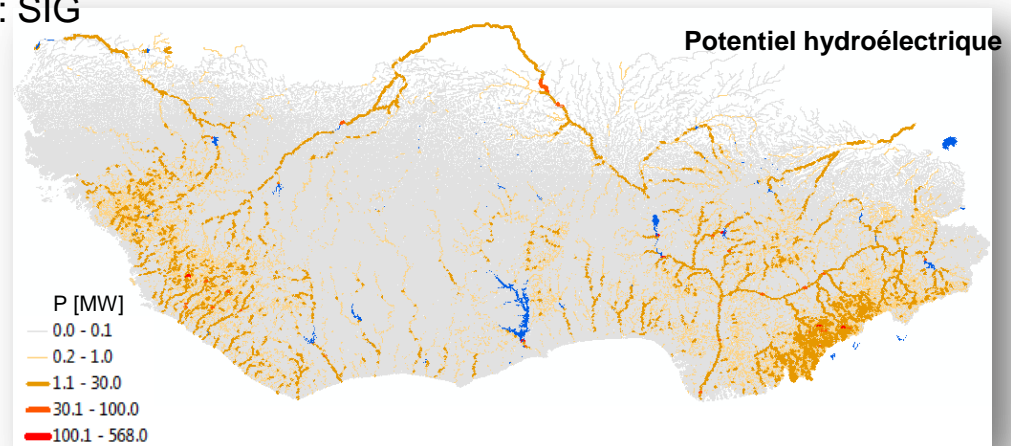 : SIG
Potentiel hydroélectrique
P [MW]
0.0 - 0.1
0.2 - 1.0
1.1 - 30.0
30.1 - 100.0
100.1 - 568.0